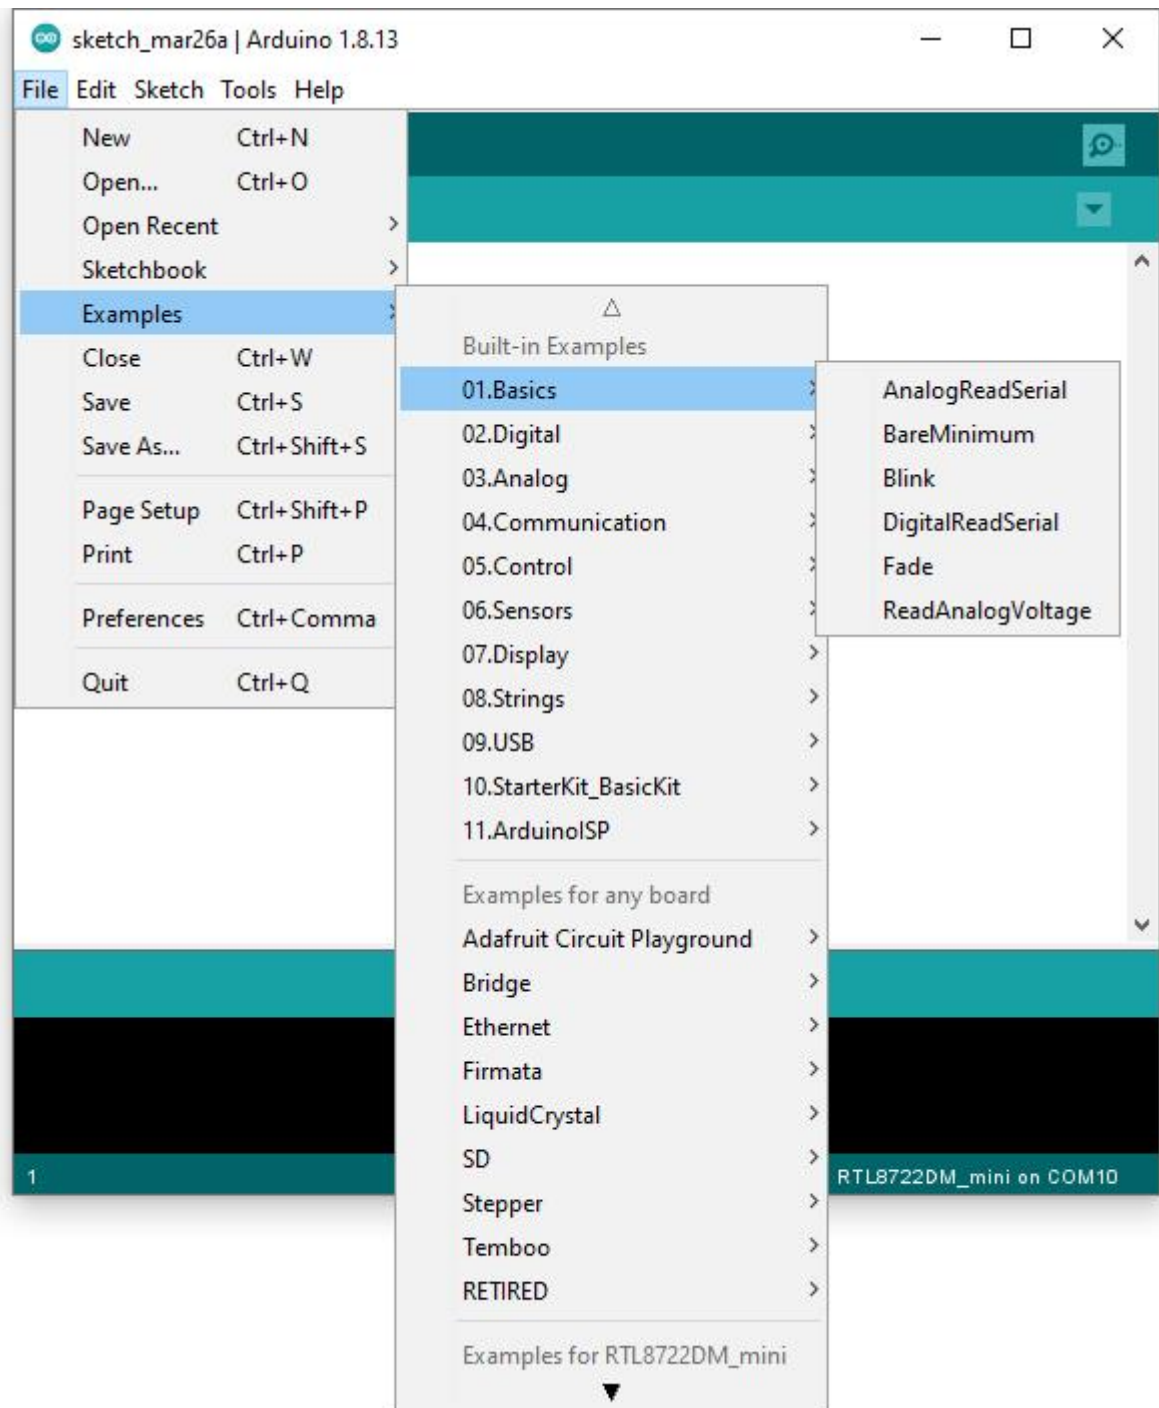 sketch_mar26a | Arduino 1.8.13
File Edit Sketch Tools Help
New Ctrl+N
Open... Ctrl+O
Open Recent
Sketchbook
Examples
Close Ctrl+W
Save Ctrl+S
Save As... Ctrl+Shift+S
Page Setup Ctrl+Shift+P
Print Ctrl+P
Preferences Ctrl+Comma
Quit Ctrl+Q
Built-in Examples
01.Basics
02.Digital
03.Analog
04.Communication
05.Control
06.Sensors
07.Display
08.Strings
09.USB
10.StarterKit_BasicKit
11.ArduinoISP
Examples for any board
Adafruit Circuit Playground
Bridge
Ethernet
Firmata
LiquidCrystal
SD
Stepper
Temboo
RETIRED
Examples for RTL8722DM_mini
AnalogReadSerial
BareMinimum
Blink
DigitalReadSerial
Fade
ReadAnalogVoltage
1
RTL8722DM_mini on COM10